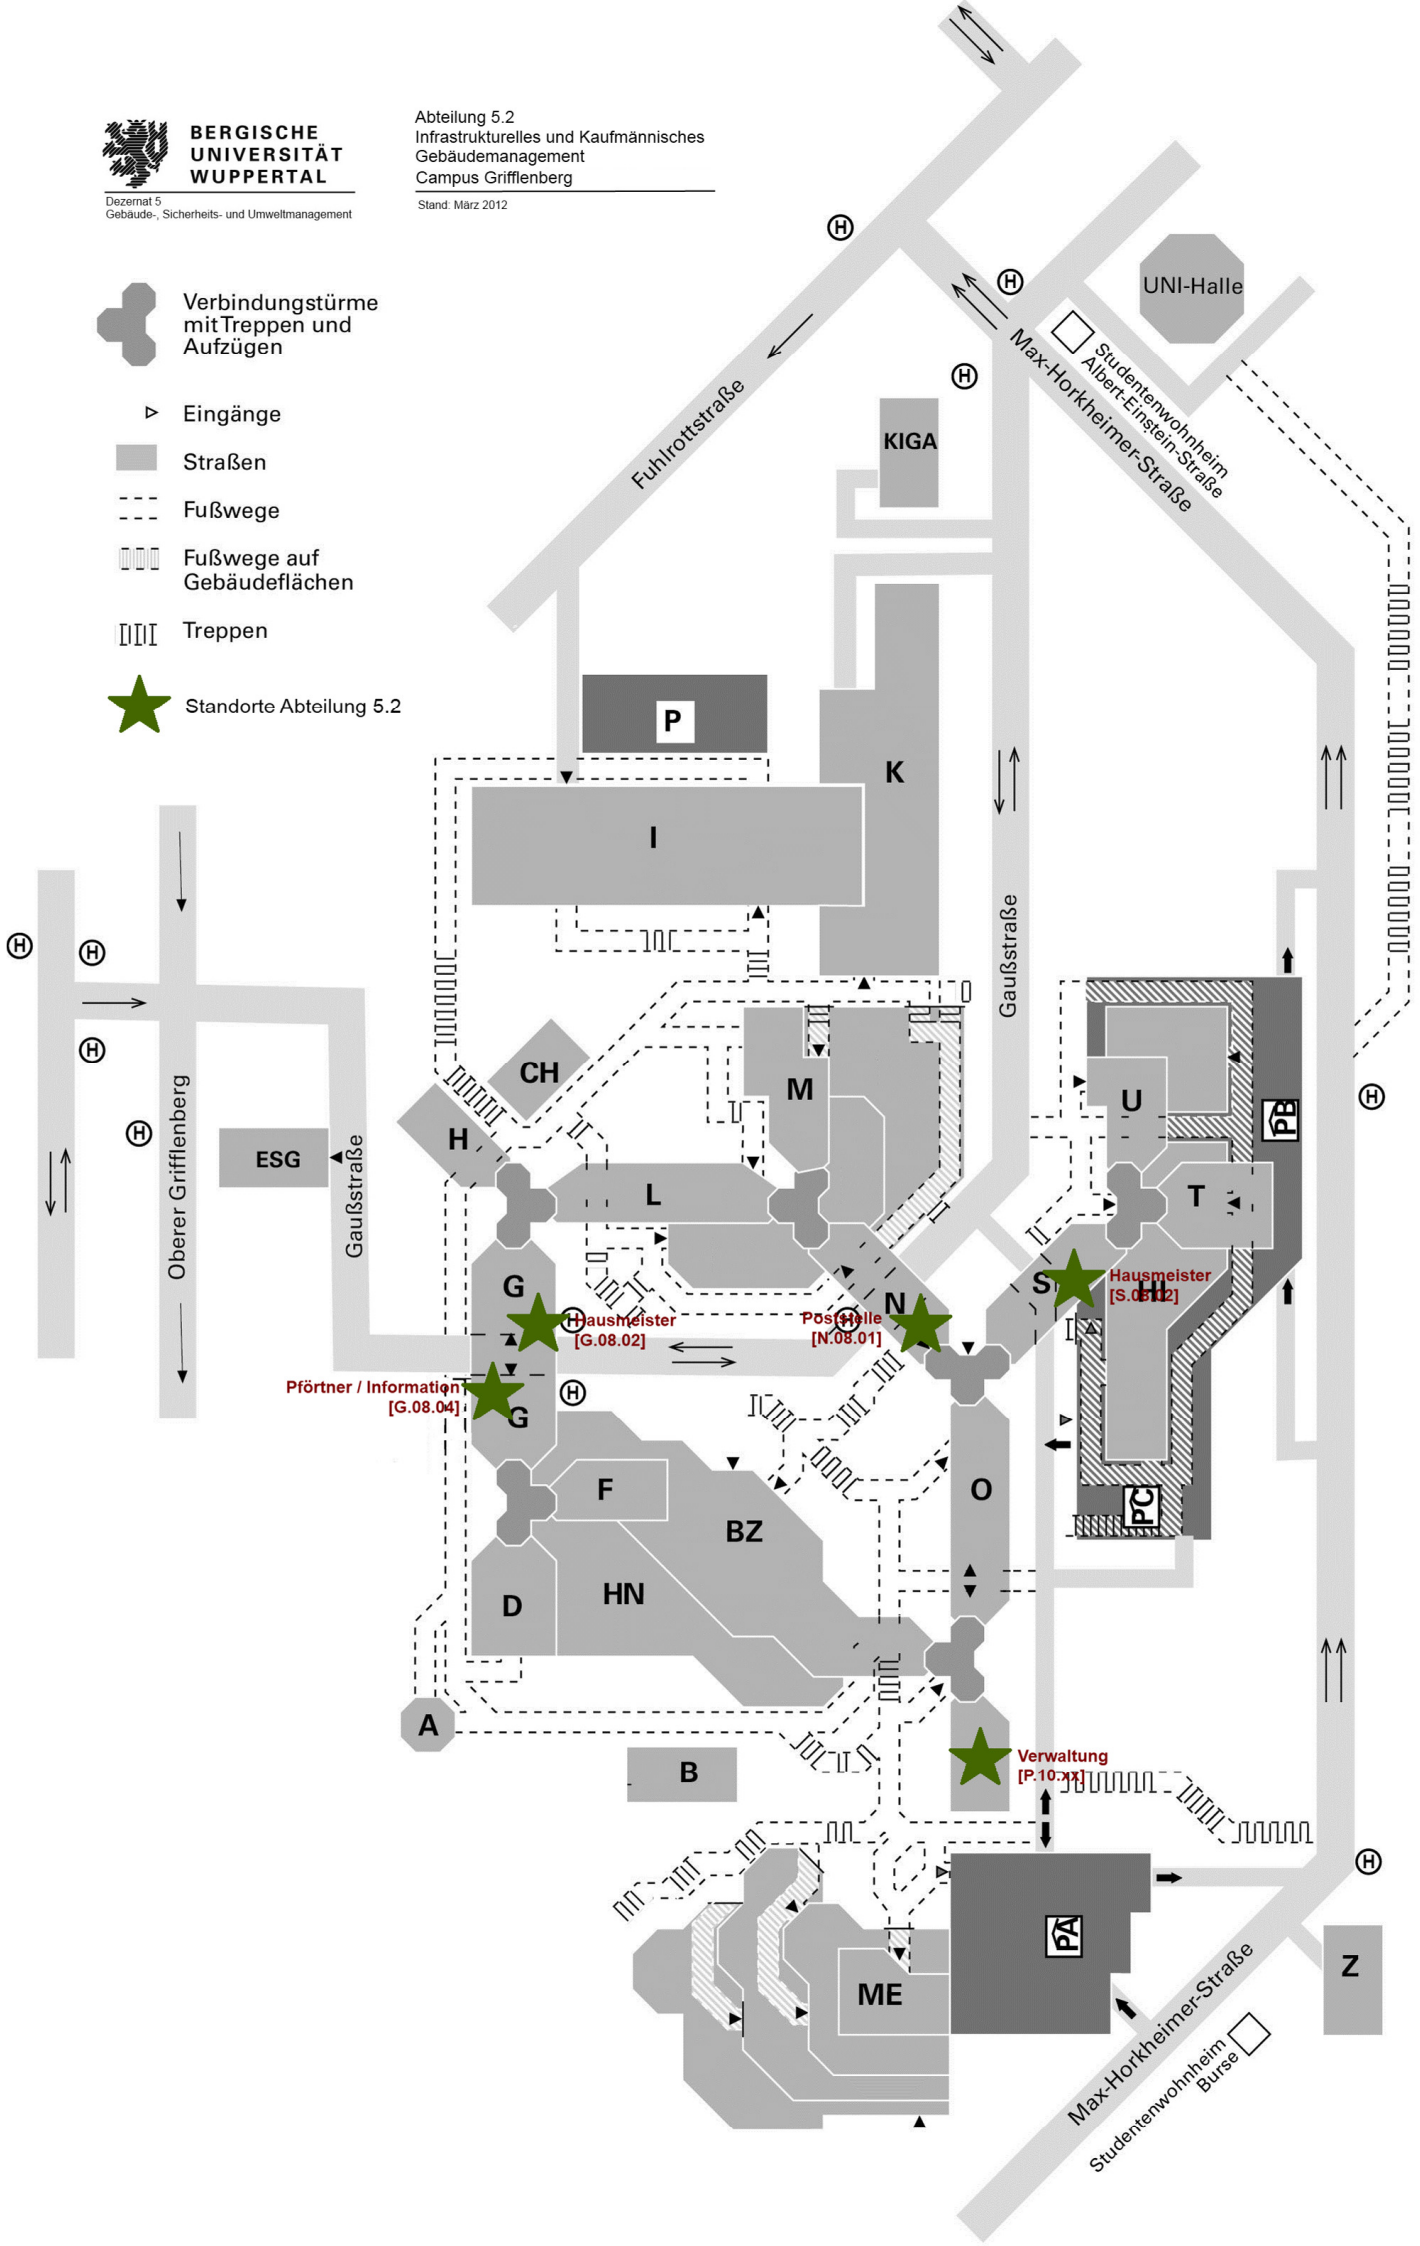 BERGISCHE
UNIVERSITÄT
WUPPERTAL
Dezernat 5
Gebäude-, Sicherheits- und Umweltmanagement
Abteilung 5.2
Infrastrukturelles und Kaufmännisches
Gebäudemanagement
Campus Grifflenberg
Stand: März 2012
Verbindungstürme
mit Treppen und
Aufzügen
Eingänge
Straßen
Fußwege
Fußwege auf
Gebäudeflächen
Treppen
Standorte Abteilung 5.2
H
H
UNI-Halle
Studentenwohnheim
Albert-Einstein-Straße
Max-Horkheimer-Straße
H
Fuhlrottstraße
KIGA
P
K
I
Gaußstraße
H
H
H
H
Oberer Grifflenberg
ESG
Gaußstraße
CH
H
M
L
U
PB
H
T
G
S
HI
Hausmeister
[S.08.02]
N
H
Hausmeister
[G.08.02]
H
Poststelle
[N.08.01]
Pförtner / Information
[G.08.04]
G
H
F
BZ
O
PC
D
HN
A
B
Verwaltung
[P.10.xx]
H
PA
ME
Z
Max-Horkheimer-Straße
Studentenwohnheim
Burse